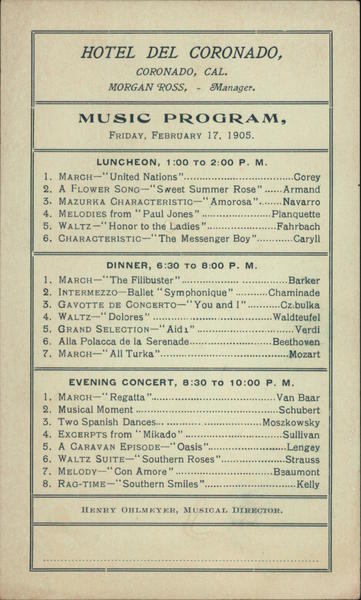 HOTEL DEL CORONADO,
CORONADO, CAL.
MORGAN ROSS, - Manager.
MUSIC PROGRAM,
FRIDAY, FEBRUARY 17, 1905.
LUNCHEON, 1:00 TO 2:00 P. M.
1. MARCH—"United Nations" Corey
2. A FLOWER SONG—"Sweet Summer Rose" Armand
3. MAZURKA CHARACTERISTIC—"Amorosa" Navarro
4. MELODIES from "Paul Jones" Planquette
5. WALTZ—"Honor to the Ladies" Fahrbach
6. CHARACTERISTIC—"The Messenger Boy" Caryll
DINNER, 6:30 TO 8:00 P. M.
1. MARCH—"The Filibuster" Barker
2. INTERMEZZO—Ballet "Symphonique" Chaminade
3. GAVOTTE DE CONCERTO—"You and I" Cz.bulka
4. WALTZ—"Dolores" Waldteufel
5. GRAND SELECTION—"Aida" Verdi
6. Alla Polacca de la Serenade Beethoven
7. MARCH—"All Turka" Mozart
EVENING CONCERT, 8:30 TO 10:00 P. M.
1. MARCH—"Regatta" Van Baar
2. Musical Moment Schubert
3. Two Spanish Dances Moszkowsky
4. EXCERPTS from "Mikado" Sullivan
5. A CARAVAN EPISODE—"Oasis" Lengey
6. WALTZ SUITE—"Southern Roses" Strauss
7. MELODY—"Con Amore" Beaumont
8. RAG-TIME—"Southern Smiles" Kelly
HENRY OHLMEYER, MUSICAL DIRECTOR.